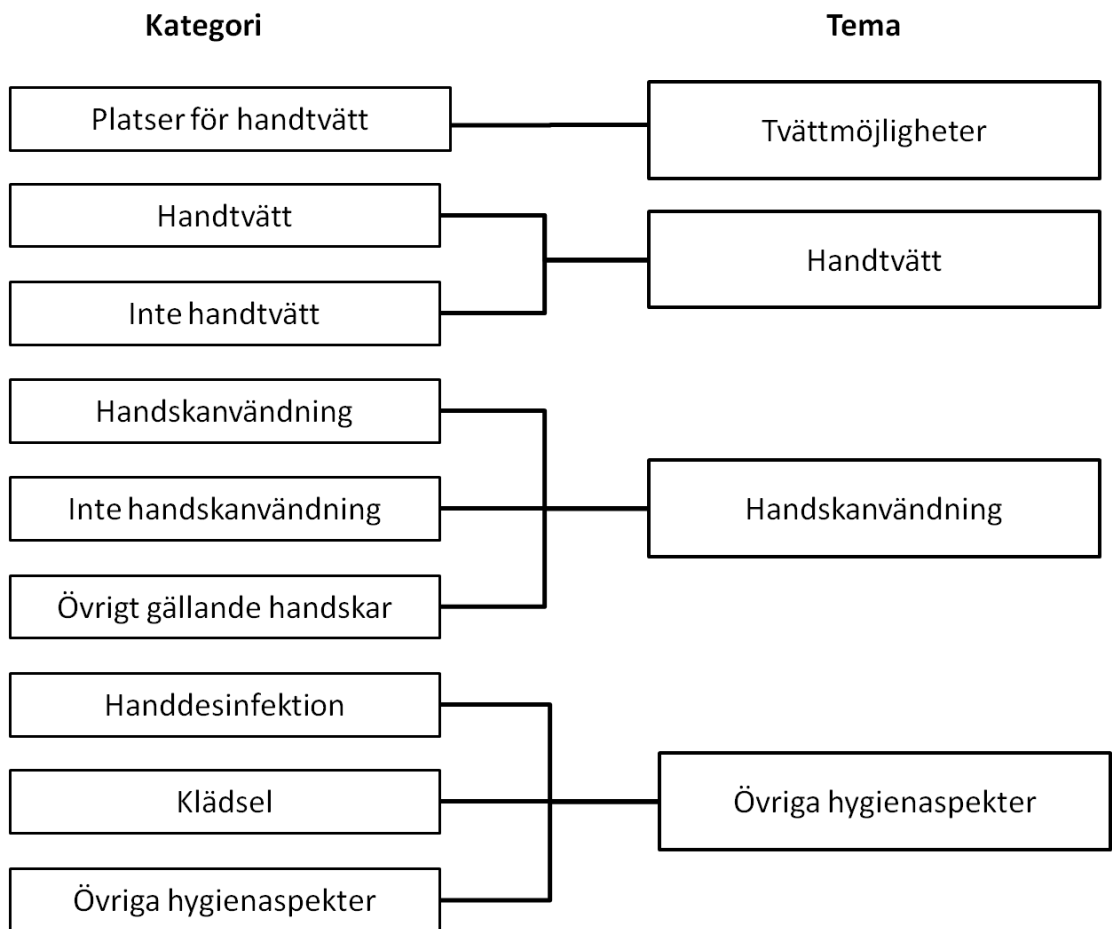 Kategori
Tema
Platser för handtvätt
Tvättmöjligheter
Handtvätt
Inte handtvätt
Handtvätt
Handskanvändning
Inte handskanvändning
Övrigt gällande handskar
Handskanvändning
Handdesinfektion
Klädsel
Övriga hygienaspekter
Övriga hygienaspekter